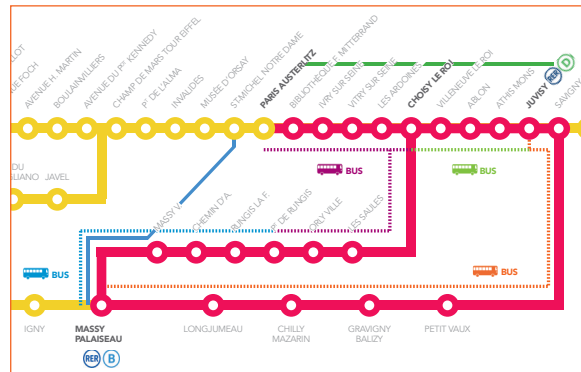 AVENUE H. MARTIN
BOULAINVILLIERS
AVENUE DU Pᴿᵀ KENNEDY
CHAMP DE MARS TOUR EIFFEL
Pᵀ DE L'ALMA
INVALIDES
MUSÉE D'ORSAY
ST.MICHEL NOTRE DAME
PARIS AUSTERLITZ
BIBLIOTHÈQUE F. MITTERRAND
IVRY SUR SEINE
VITRY SUR SEINE
LES ARDOINES
CHOISY LE ROI
VILLENEUVE LE ROI
ABLON
ATHIS MONS
JUVISY RER D
SAVIGNY
JAVEL
BUS
BUS
MASSY V.
CHEMIN D'A.
RUNGIS LA F.
Pᵀ DE RUNGIS
ORLY VILLE
LES SAULES
BUS
BUS
IGNY
MASSY
PALAISEAU
LONGJUMEAU
CHILLY
MAZARIN
GRAVIGNY
BALIZY
PETIT VAUX
RER B